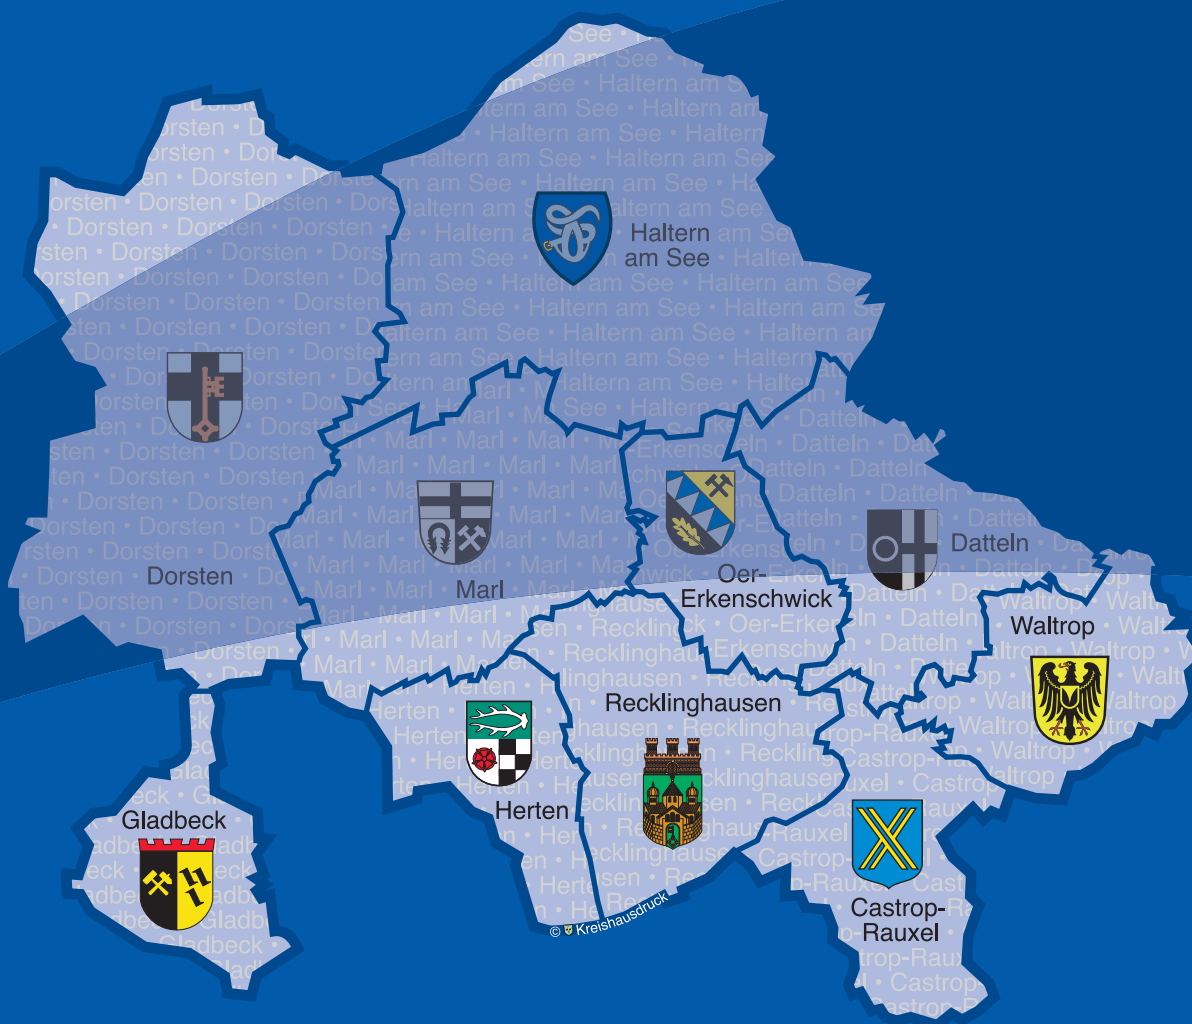 Haltern
am See
Dorsten
Marl
Oer-
Erkenschwick
Datteln
Waltrop
Recklinghausen
Herten
Gladbeck
Castrop-
Rauxel
© Kreishausdruck